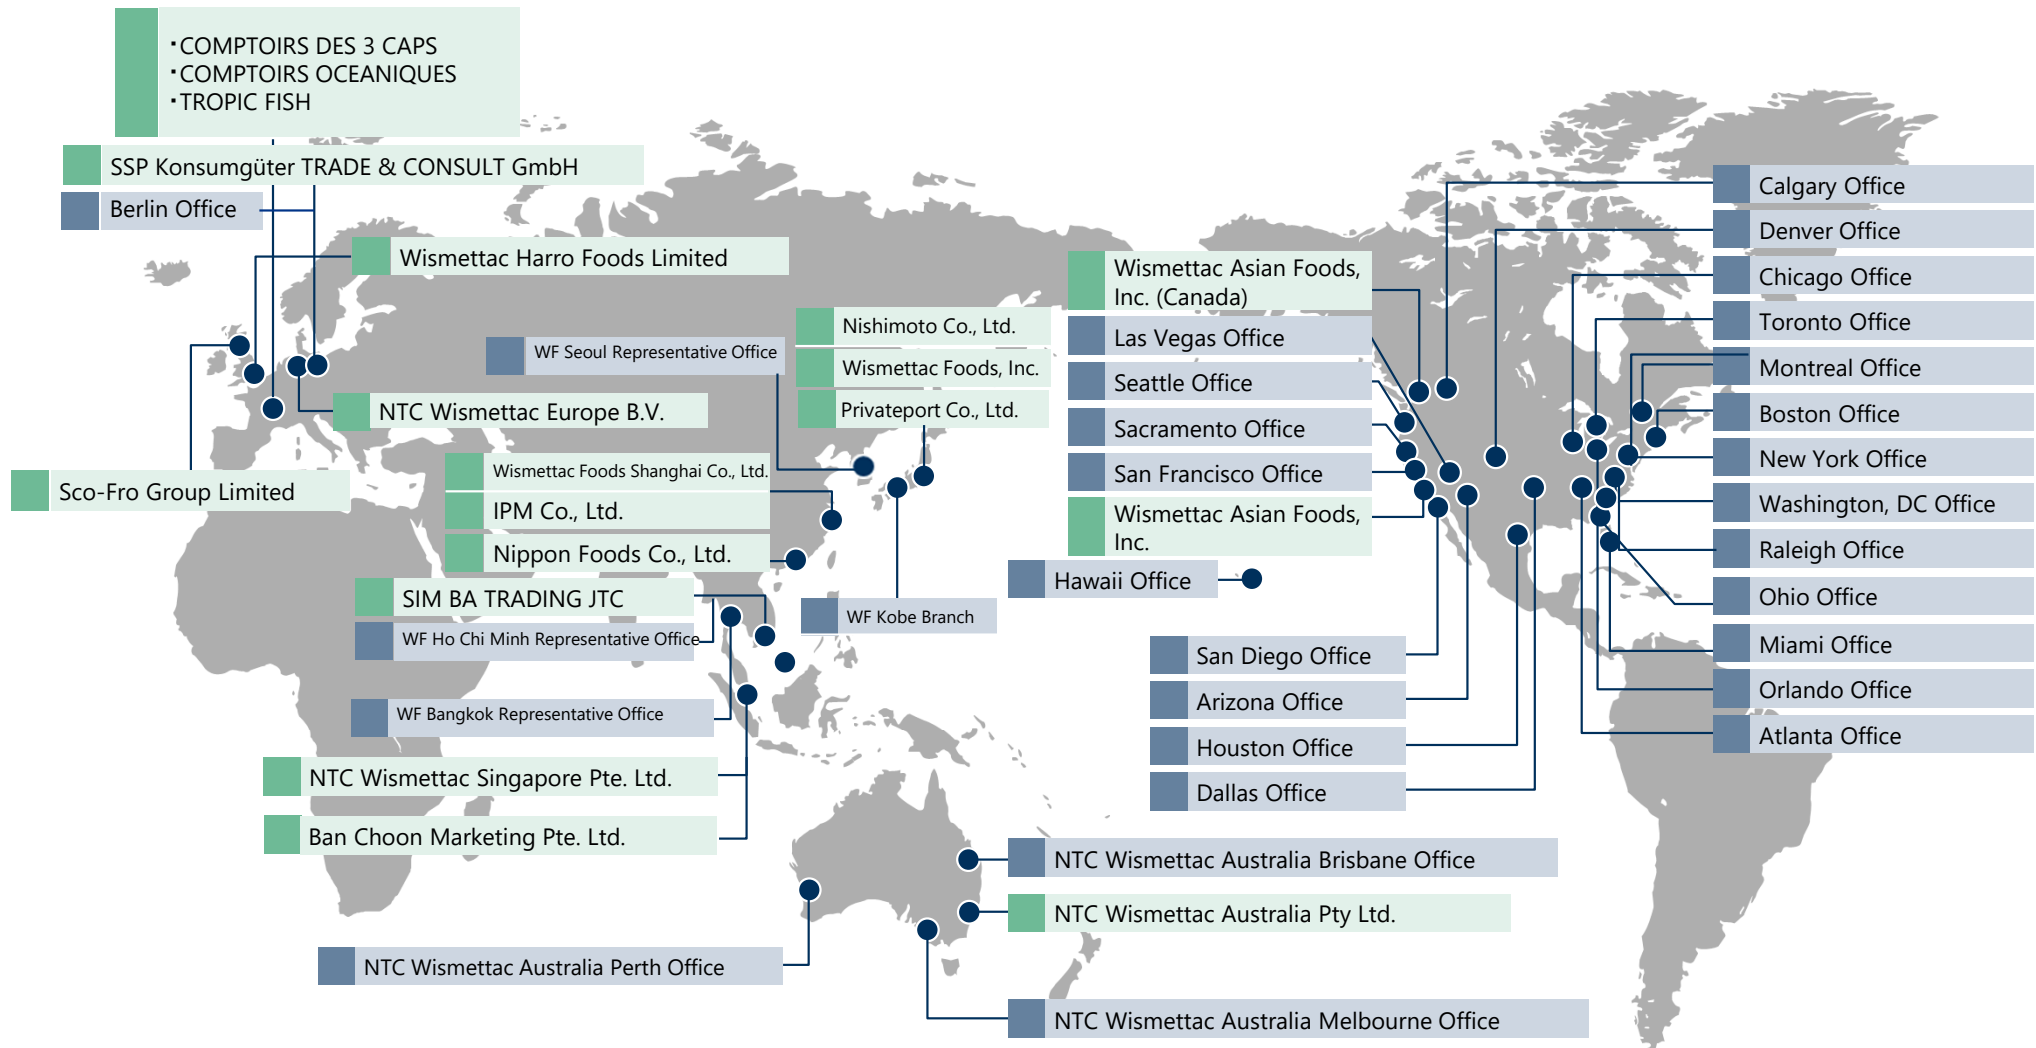 ・COMPTOIRS DES 3 CAPS
・COMPTOIRS OCEANIQUES
・TROPIC FISH
SSP Konsumgüter TRADE & CONSULT GmbH
Berlin Office
Wismettac Harro Foods Limited
WF Seoul Representative Office
NTC Wismettac Europe B.V.
Sco-Fro Group Limited
Nishimoto Co., Ltd.
Wismettac Foods, Inc.
Privateport Co., Ltd.
Wismettac Foods Shanghai Co., Ltd.
IPM Co., Ltd.
Nippon Foods Co., Ltd.
SIM BA TRADING JTC
WF Ho Chi Minh Representative Office
WF Kobe Branch
WF Bangkok Representative Office
NTC Wismettac Singapore Pte. Ltd.
Ban Choon Marketing Pte. Ltd.
NTC Wismettac Australia Perth Office
Wismettac Asian Foods,
Inc. (Canada)
Las Vegas Office
Seattle Office
Sacramento Office
San Francisco Office
Wismettac Asian Foods,
Inc.
Hawaii Office
San Diego Office
Arizona Office
Houston Office
Dallas Office
NTC Wismettac Australia Brisbane Office
NTC Wismettac Australia Pty Ltd.
NTC Wismettac Australia Melbourne Office
Calgary Office
Denver Office
Chicago Office
Toronto Office
Montreal Office
Boston Office
New York Office
Washington, DC Office
Raleigh Office
Ohio Office
Miami Office
Orlando Office
Atlanta Office